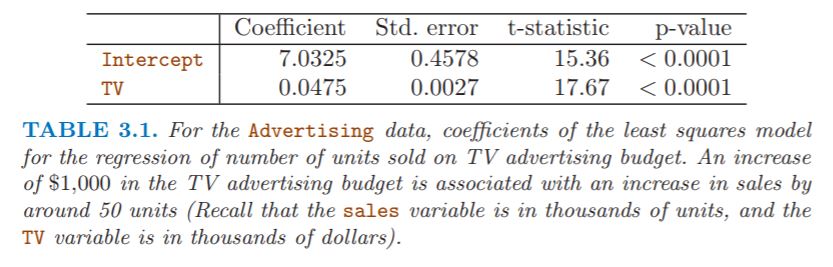 Coefficient Std. error t-statistic p-value
Intercept 7.0325 0.4578 15.36 < 0.0001
TV 0.0475 0.0027 17.67 < 0.0001
TABLE 3.1. For the Advertising data, coefficients of the least squares model
for the regression of number of units sold on TV advertising budget. An increase
of $1,000 in the TV advertising budget is associated with an increase in sales by
around 50 units (Recall that the sales variable is in thousands of units, and the
TV variable is in thousands of dollars).